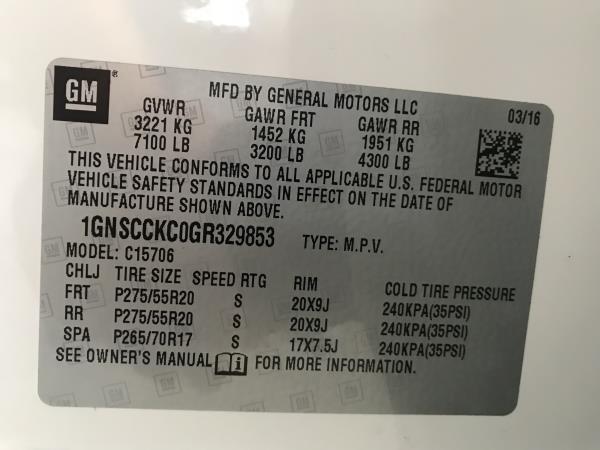 GM ® MFD BY GENERAL MOTORS LLC 03/16
GVWR GAWR FRT GAWR RR
3221 KG 1452 KG 1951 KG
7100 LB 3200 LB 4300 LB
THIS VEHICLE CONFORMS TO ALL APPLICABLE U.S. FEDERAL MOTOR
VEHICLE SAFETY STANDARDS IN EFFECT ON THE DATE OF
MANUFACTURE SHOWN ABOVE.
1GNSCCKC0GR329853 TYPE: M.P.V.
MODEL: C15706
CHLJ TIRE SIZE SPEED RTG RIM COLD TIRE PRESSURE
FRT P275/55R20 S 20X9J 240KPA(35PSI)
RR P275/55R20 S 20X9J 240KPA(35PSI)
SPA P265/70R17 S 17X7.5J 240KPA(35PSI)
SEE OWNER'S MANUAL FOR MORE INFORMATION.